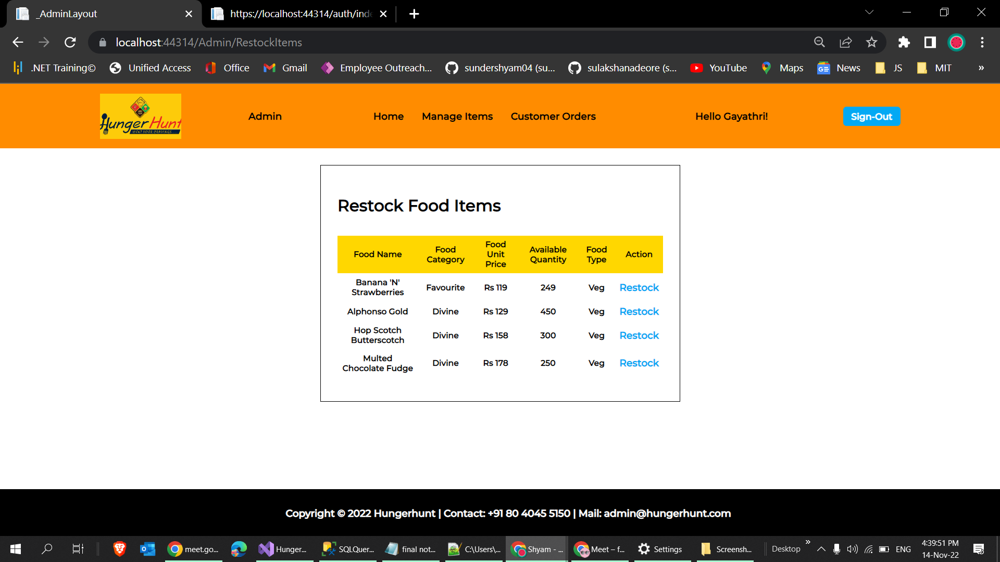 _AdminLayout
https://localhost:44314/auth/inde
localhost:44314/Admin/RestockItems
.NET Training© Unified Access Office Gmail Employee Outreach... sundershyam04 (su... sulakshanadeore (s... YouTube Maps News JS MIT »
Hunger Hunt
HUNT YOUR CRAVINGS....
Admin Home Manage Items Customer Orders Hello Gayathri! Sign-Out
Restock Food Items
Food Name Food Category Food Unit Price Available Quantity Food Type Action
Banana 'N' Strawberries Favourite Rs 119 249 Veg Restock
Alphonso Gold Divine Rs 129 450 Veg Restock
Hop Scotch Butterscotch Divine Rs 158 300 Veg Restock
Multed Chocolate Fudge Divine Rs 178 250 Veg Restock
Copyright © 2022 Hungerhunt | Contact: +91 80 4045 5150 | Mail: admin@hungerhunt.com
meet.go... Hunger... SQLQuer... final not... C:\Users\... Shyam - ... Meet – f... Settings Screensh... Desktop » ENG 4:39:51 PM
14-Nov-22